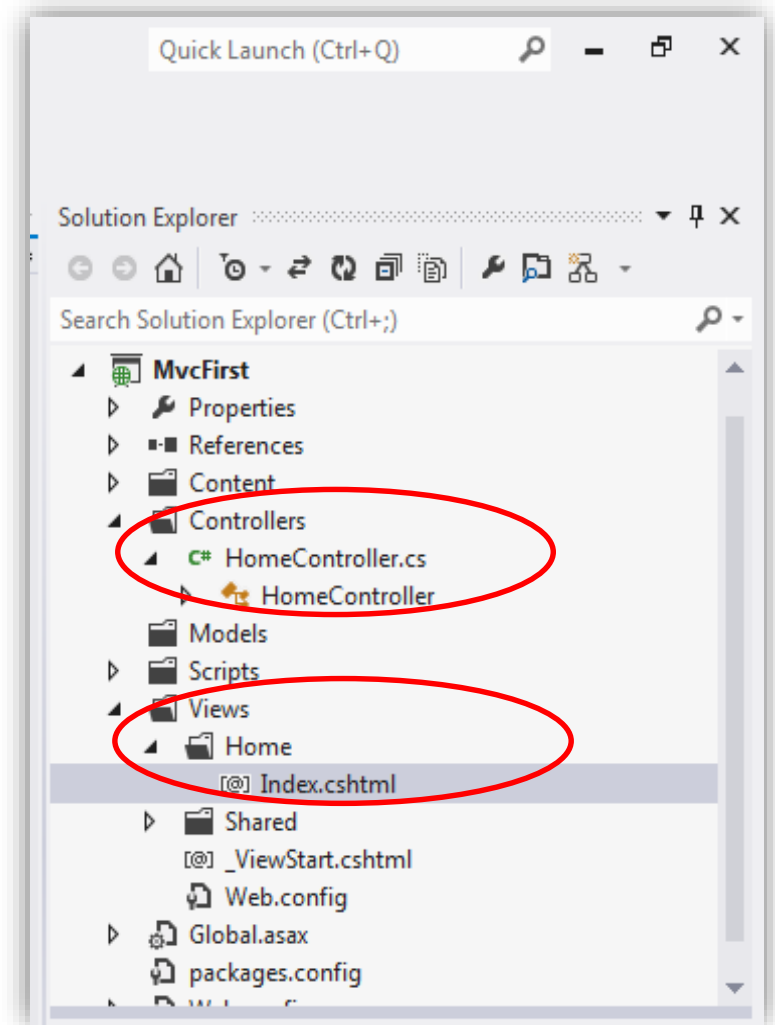 Quick Launch (Ctrl+Q)
Solution Explorer
Search Solution Explorer (Ctrl+;)
MvcFirst
Properties
References
Content
Controllers
C# HomeController.cs
HomeController
Models
Scripts
Views
Home
[@] Index.cshtml
Shared
[@] _ViewStart.cshtml
Web.config
Global.asax
packages.config